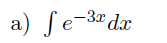 a) ∫ e⁻³ˣ dx